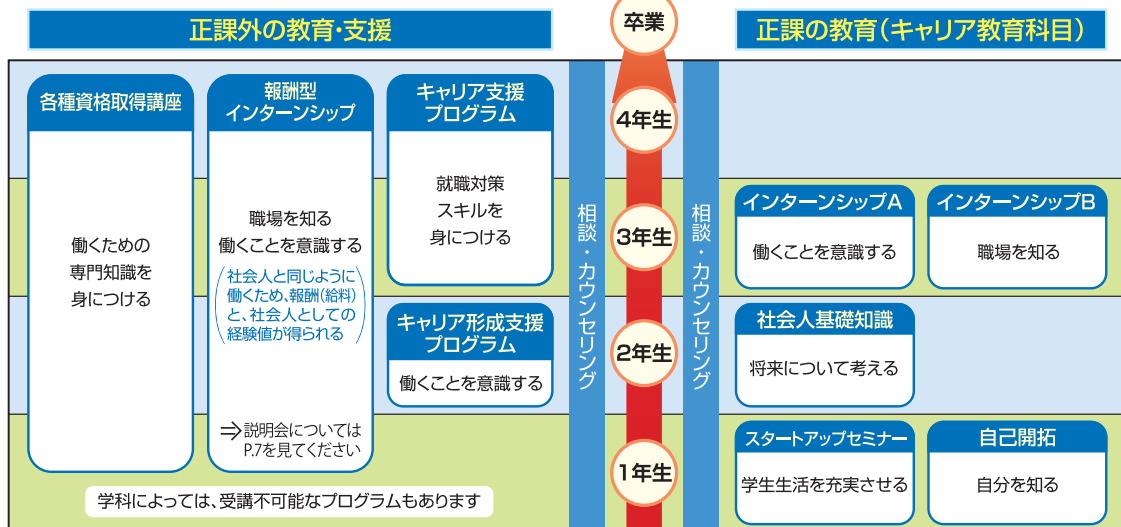 正課外の教育・支援
各種資格取得講座
働くための
専門知識を
身につける
報酬型
インターンシップ
職場を知る
働くことを意識する
(社会人と同じように
働くため、報酬(給料)
と、社会人としての
経験値が得られる)
⇒説明会については
P.7を見てください
キャリア支援
プログラム
就職対策
スキルを
身につける
キャリア形成支援
プログラム
働くことを意識する
学科によっては、受講不可能なプログラムもあります
相談・カウンセリング
卒業
4年生
3年生
2年生
1年生
相談・カウンセリング
正課の教育(キャリア教育科目)
インターンシップA
働くことを意識する
インターンシップB
職場を知る
社会人基礎知識
将来について考える
スタートアップセミナー
学生生活を充実させる
自己開拓
自分を知る